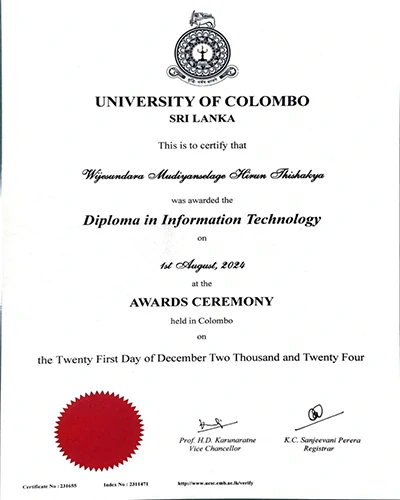 UNIVERSITY OF COLOMBO
SRI LANKA
This is to certify that
Wijesundara Mudiyanselage Hirun Thishakya
was awarded the
Diploma in Information Technology
on
1st August, 2024
at the
AWARDS CEREMONY
held in Colombo
on
the Twenty First Day of December Two Thousand and Twenty Four
Prof. H.D. Karunaratne
Vice Chancellor
K.C. Sanjeevani Perera
Registrar
Certificate No : 231655
Index No : 2311471
http://www.ucsc.cmb.ac.lk/verify